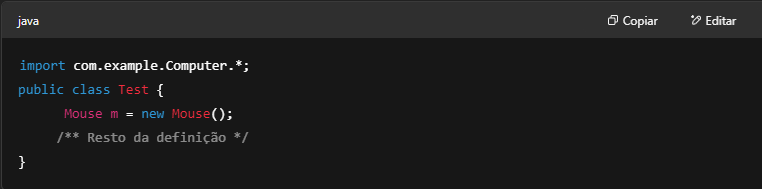 java Copiar Editar
import com.example.Computer.*;
public class Test {
Mouse m = new Mouse();
/** Resto da definição */
}